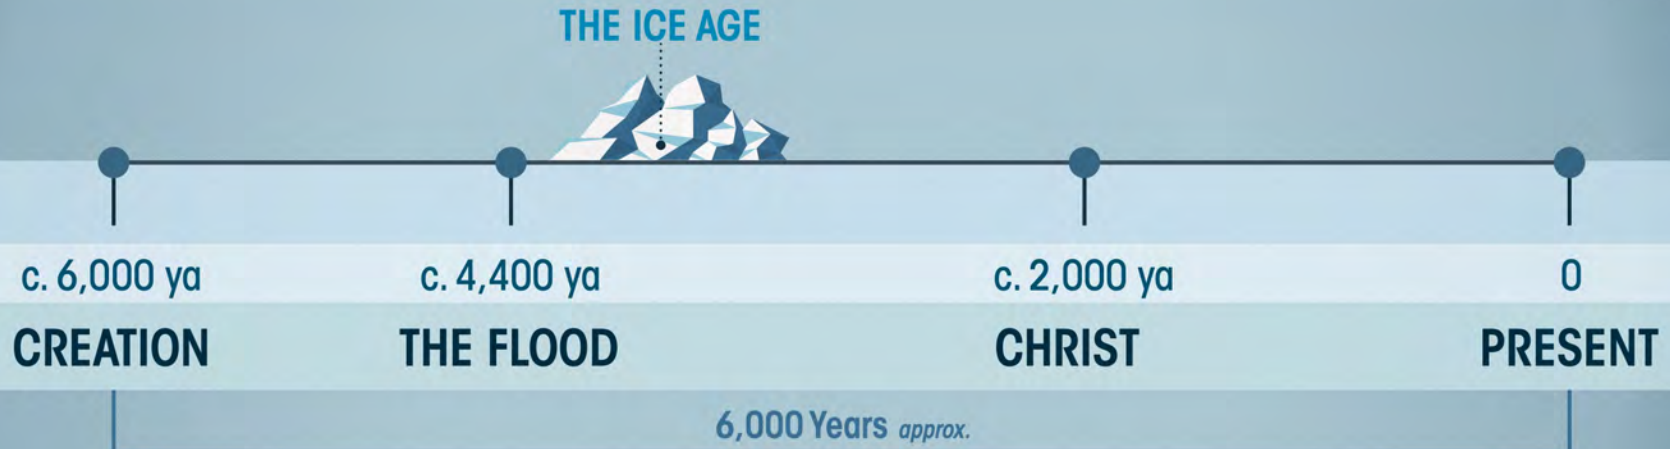 THE ICE AGE
c. 6,000 ya
c. 4,400 ya
c. 2,000 ya
0
CREATION
THE FLOOD
CHRIST
PRESENT
6,000 Years approx.